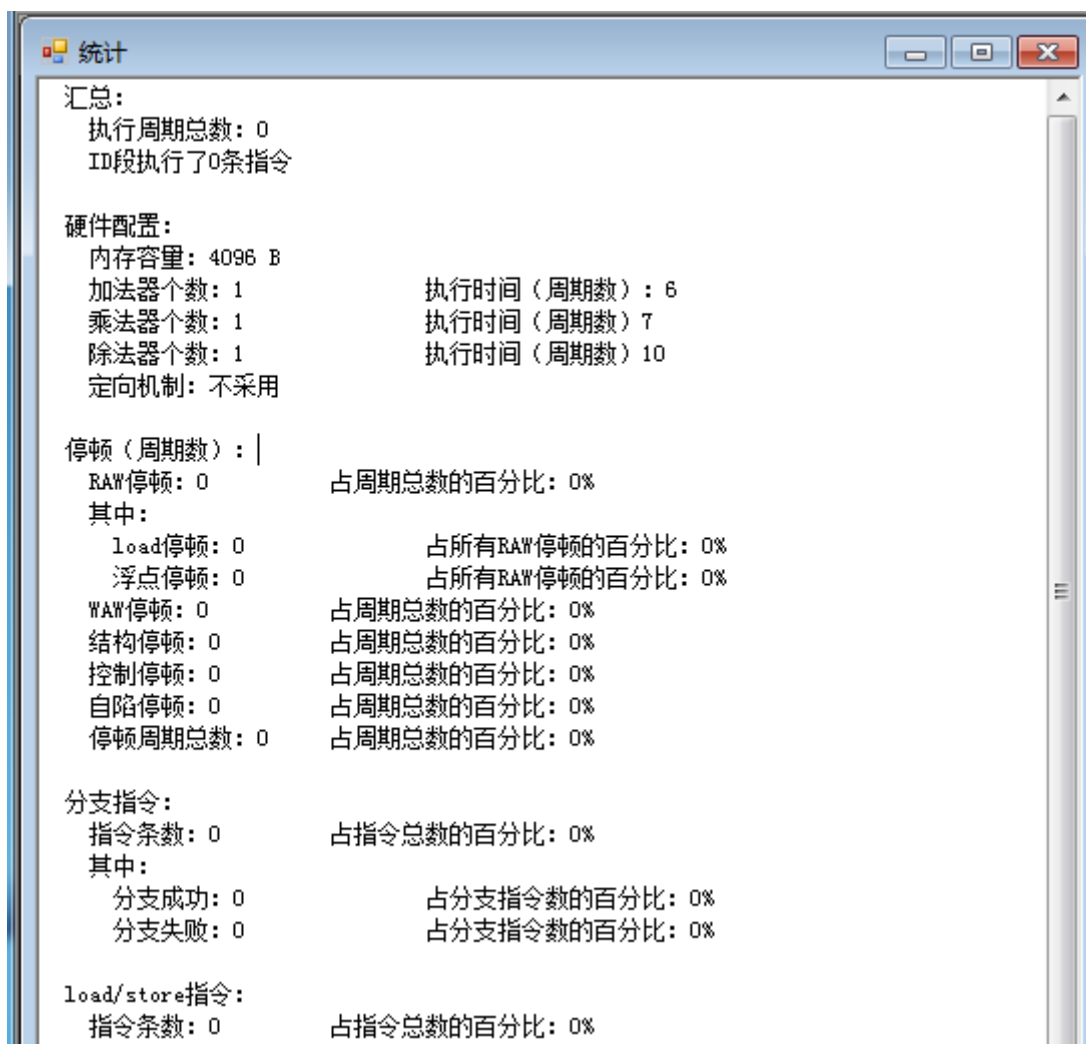 统计
汇总：
执行周期总数：0
ID段执行了0条指令
硬件配置：
内存容量：4096 B
加法器个数：1 执行时间（周期数）：6
乘法器个数：1 执行时间（周期数）7
除法器个数：1 执行时间（周期数）10
定向机制：不采用
停顿（周期数）：
RAW停顿：0 占周期总数的百分比：0%
其中：
load停顿：0 占所有RAW停顿的百分比：0%
浮点停顿：0 占所有RAW停顿的百分比：0%
WAW停顿：0 占周期总数的百分比：0%
结构停顿：0 占周期总数的百分比：0%
控制停顿：0 占周期总数的百分比：0%
自陷停顿：0 占周期总数的百分比：0%
停顿周期总数：0 占周期总数的百分比：0%
分支指令：
指令条数：0 占指令总数的百分比：0%
其中：
分支成功：0 占分支指令数的百分比：0%
分支失败：0 占分支指令数的百分比：0%
load/store指令：
指令条数：0 占指令总数的百分比：0%